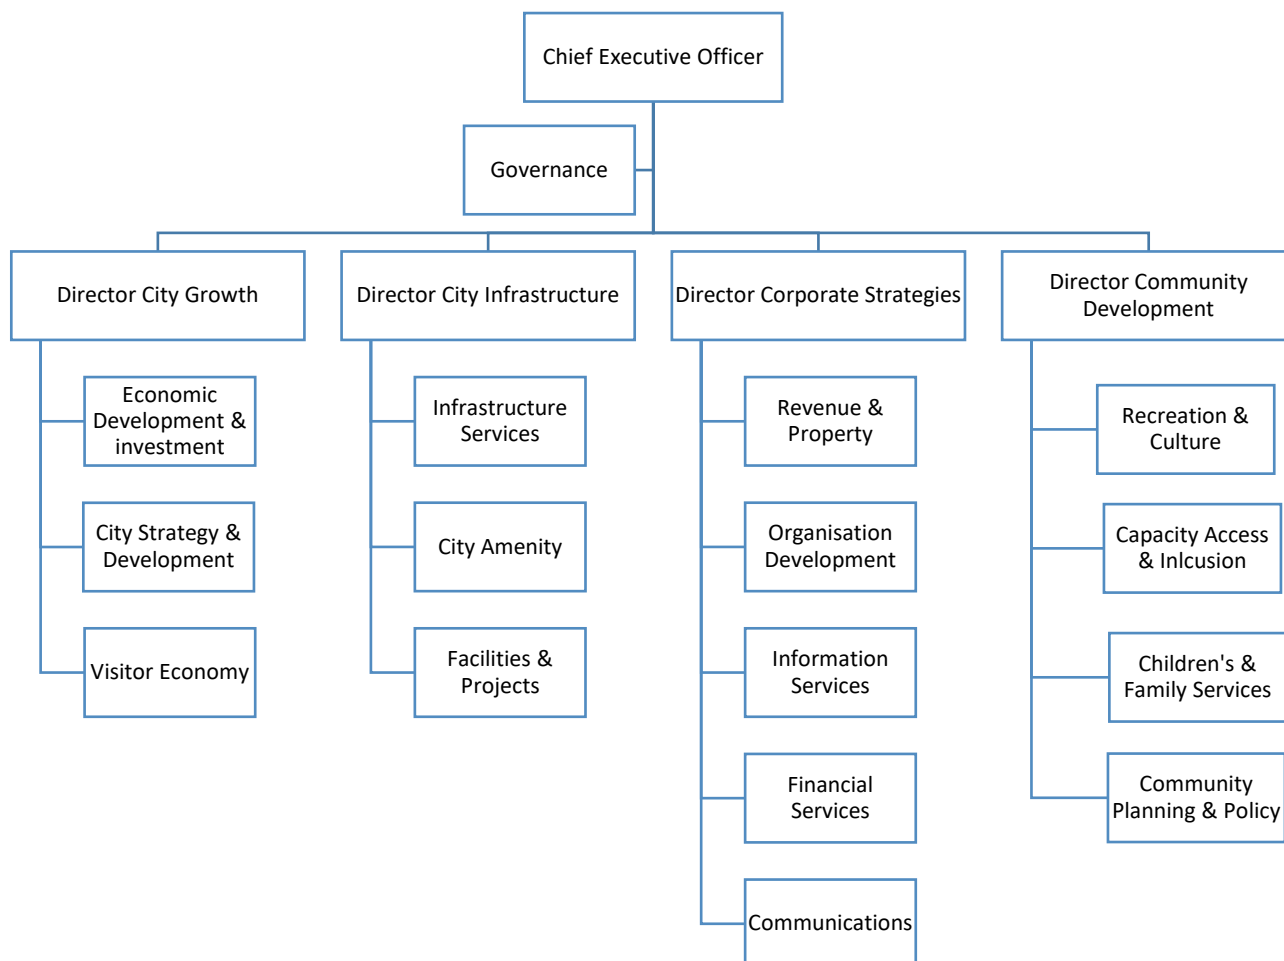 Chief Executive Officer
Governance
Director City Growth
Director City Infrastructure
Director Corporate Strategies
Director Community
Development
Economic
Development &
investment
City Strategy &
Development
Visitor Economy
Infrastructure
Services
City Amenity
Facilities &
Projects
Revenue &
Property
Organisation
Development
Information
Services
Financial
Services
Communications
Recreation &
Culture
Capacity Access
& Inlcusion
Children's &
Family Services
Community
Planning & Policy